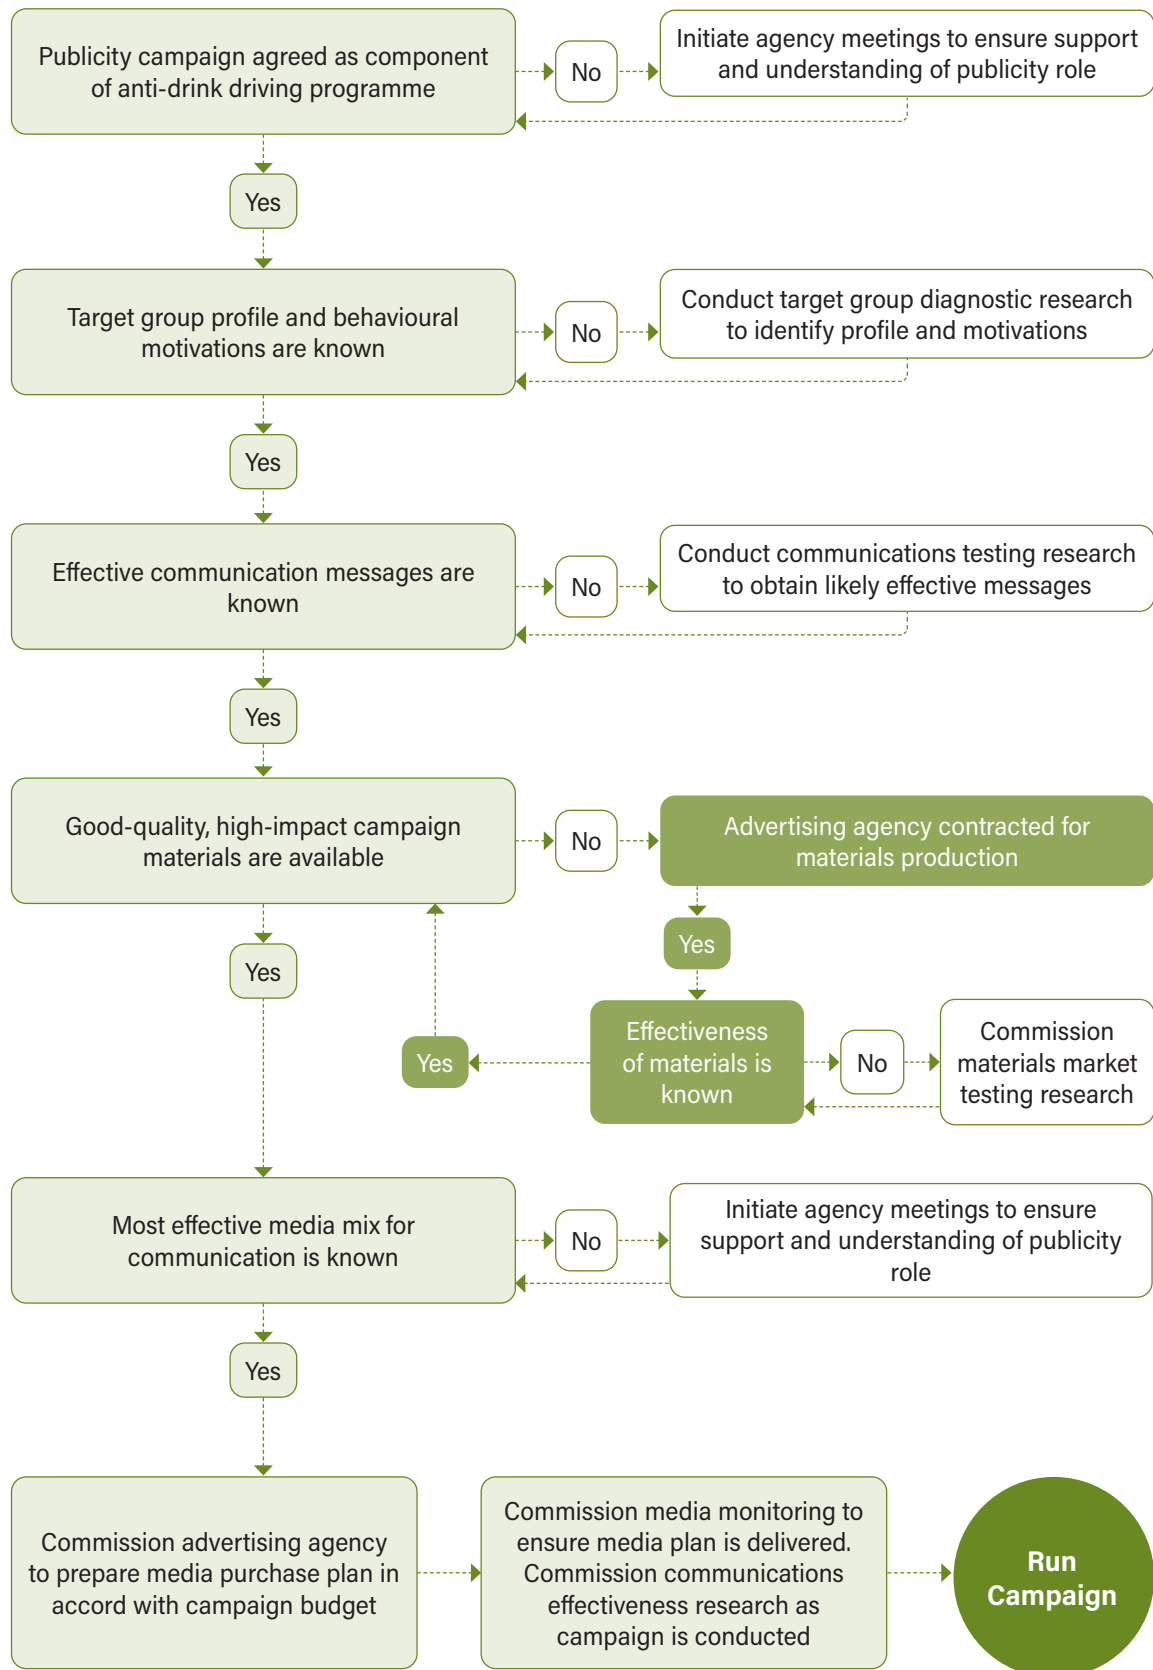 Publicity campaign agreed as component
of anti-drink driving programme
No
Initiate agency meetings to ensure support
and understanding of publicity role
Yes
Target group profile and behavioural
motivations are known
No
Conduct target group diagnostic research
to identify profile and motivations
Yes
Effective communication messages are
known
No
Conduct communications testing research
to obtain likely effective messages
Yes
Good-quality, high-impact campaign
materials are available
No
Advertising agency contracted for
materials production
Yes
Yes
Effectiveness
of materials is
known
No
Commission
materials market
testing research
Yes
Most effective media mix for
communication is known
No
Initiate agency meetings to ensure
support and understanding of publicity
role
Yes
Commission advertising agency
to prepare media purchase plan in
accord with campaign budget
Commission media monitoring to
ensure media plan is delivered.
Commission communications
effectiveness research as
campaign is conducted
Run
Campaign